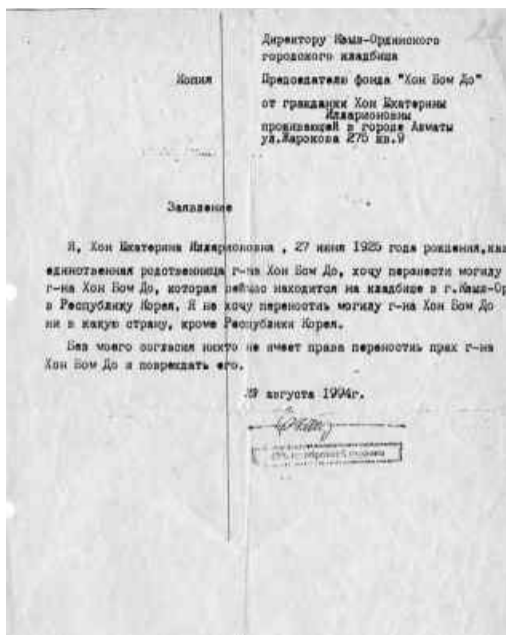 Директору Кзыл-Ординского
городского кладбища
Копия Председателю фонда "Хон Бом До"
от гражданки Хон Екатерины
Илларионовны
проживающей в городе Алматы
ул.Жарокова 275 кв.9
Заявление
Я, Хон Екатерина Илларионовна , 27 июня 1925 года рождения,как
единственная родственница г-на Хон Бом До, хочу перенести могилу
г-на Хон Бом До, которая сейчас находится на кладбище в г.Кзыл-Ор
в Республику Корея. Я не хочу переностиь могилу г-на Хон Бом До
ни в какую страну, кроме Республики Корея.
Без моего согласия никто не имеет права переностиь прах г-на
Хон Бом До и повреждать его.
августа 1994г.